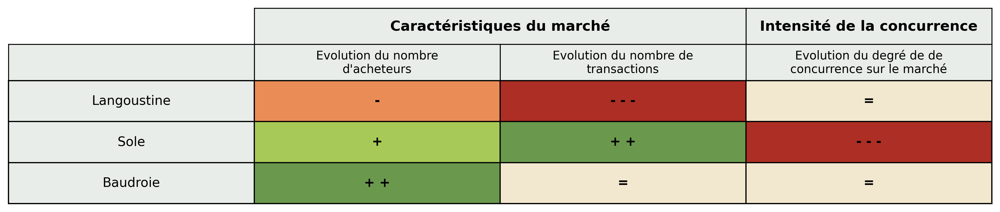 Caractéristiques du marché
Intensité de la concurrence
Evolution du nombre
d'acheteurs
Evolution du nombre de
transactions
Evolution du degré de de
concurrence sur le marché
Langoustine
-
- - -
=
Sole
+
+ +
- - -
Baudroie
+ +
=
=